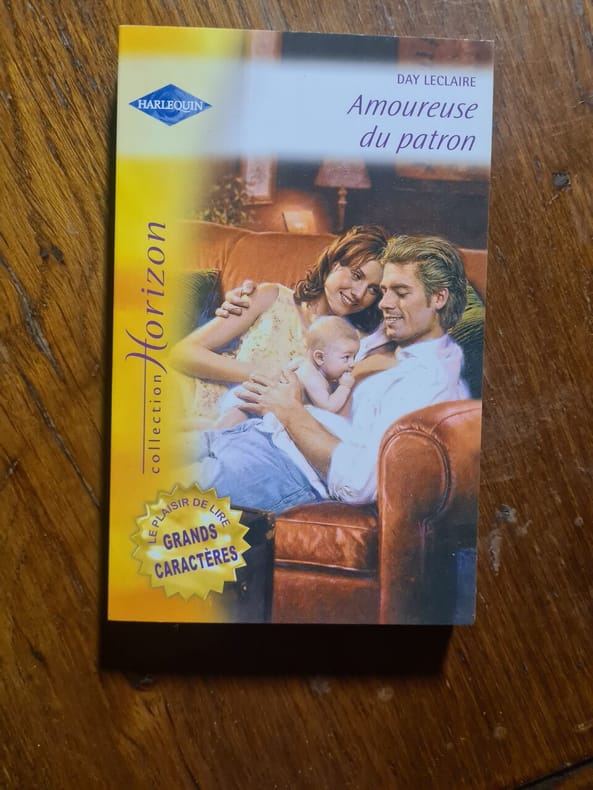 DAY LECLAIRE
HARLEQUIN
Amoureuse
du patron
collection Horizon
LE PLAISIR DE LIRE
GRANDS
CARACTÈRES